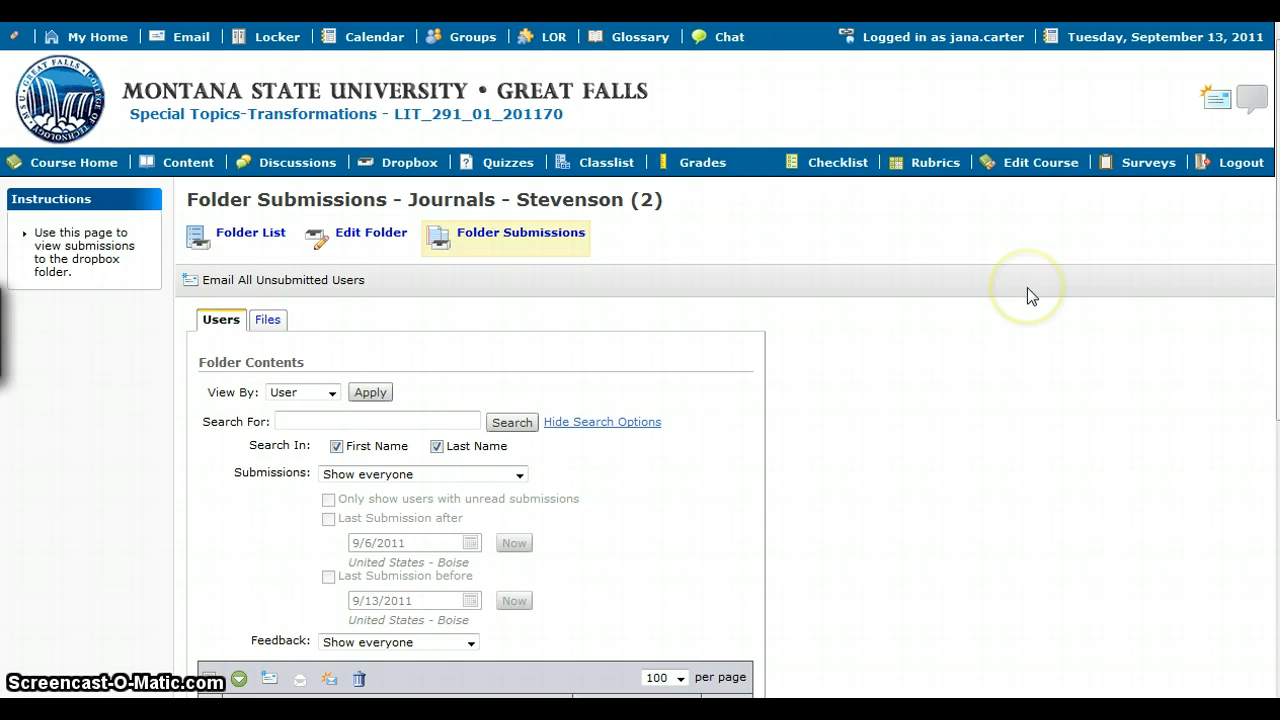 My Home Email Locker Calendar Groups LOR Glossary Chat Logged in as jana.carter Tuesday, September 13, 2011
MONTANA STATE UNIVERSITY • GREAT FALLS
Special Topics-Transformations - LIT_291_01_201170
Course Home Content Discussions Dropbox Quizzes Classlist Grades Checklist Rubrics Edit Course Surveys Logout
Instructions
Use this page to
view submissions
to the dropbox
folder.
Folder Submissions - Journals - Stevenson (2)
Folder List Edit Folder Folder Submissions
Email All Unsubmitted Users
Users Files
Folder Contents
View By: User Apply
Search For: Search Hide Search Options
Search In: First Name Last Name
Submissions: Show everyone
Only show users with unread submissions
Last Submission after
9/6/2011 Now
United States - Boise
Last Submission before
9/13/2011 Now
United States - Boise
Feedback: Show everyone
100 per page
Screencast-O-Matic.com